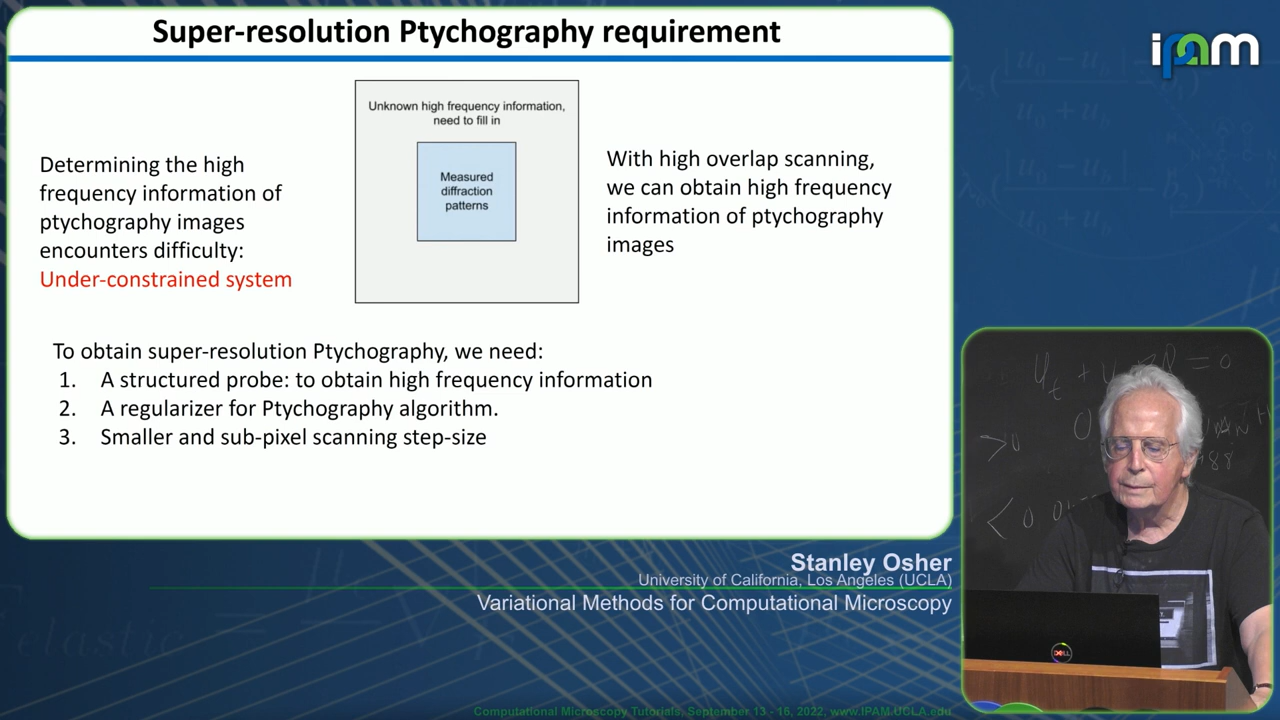 Super-resolution Ptychography requirement
ipam
Unknown high frequency information,
need to fill in
Measured
diffraction
patterns
Determining the high
frequency information of
ptychography images
encounters difficulty:
Under-constrained system
With high overlap scanning,
we can obtain high frequency
information of ptychography
images
To obtain super-resolution Ptychography, we need:
1. A structured probe: to obtain high frequency information
2. A regularizer for Ptychography algorithm.
3. Smaller and sub-pixel scanning step-size
Stanley Osher
University of California, Los Angeles (UCLA)
Variational Methods for Computational Microscopy
DELL
elastic
Computational Microscopy Tutorials, September 13 - 16, 2022, www.IPAM.UCLA.edu